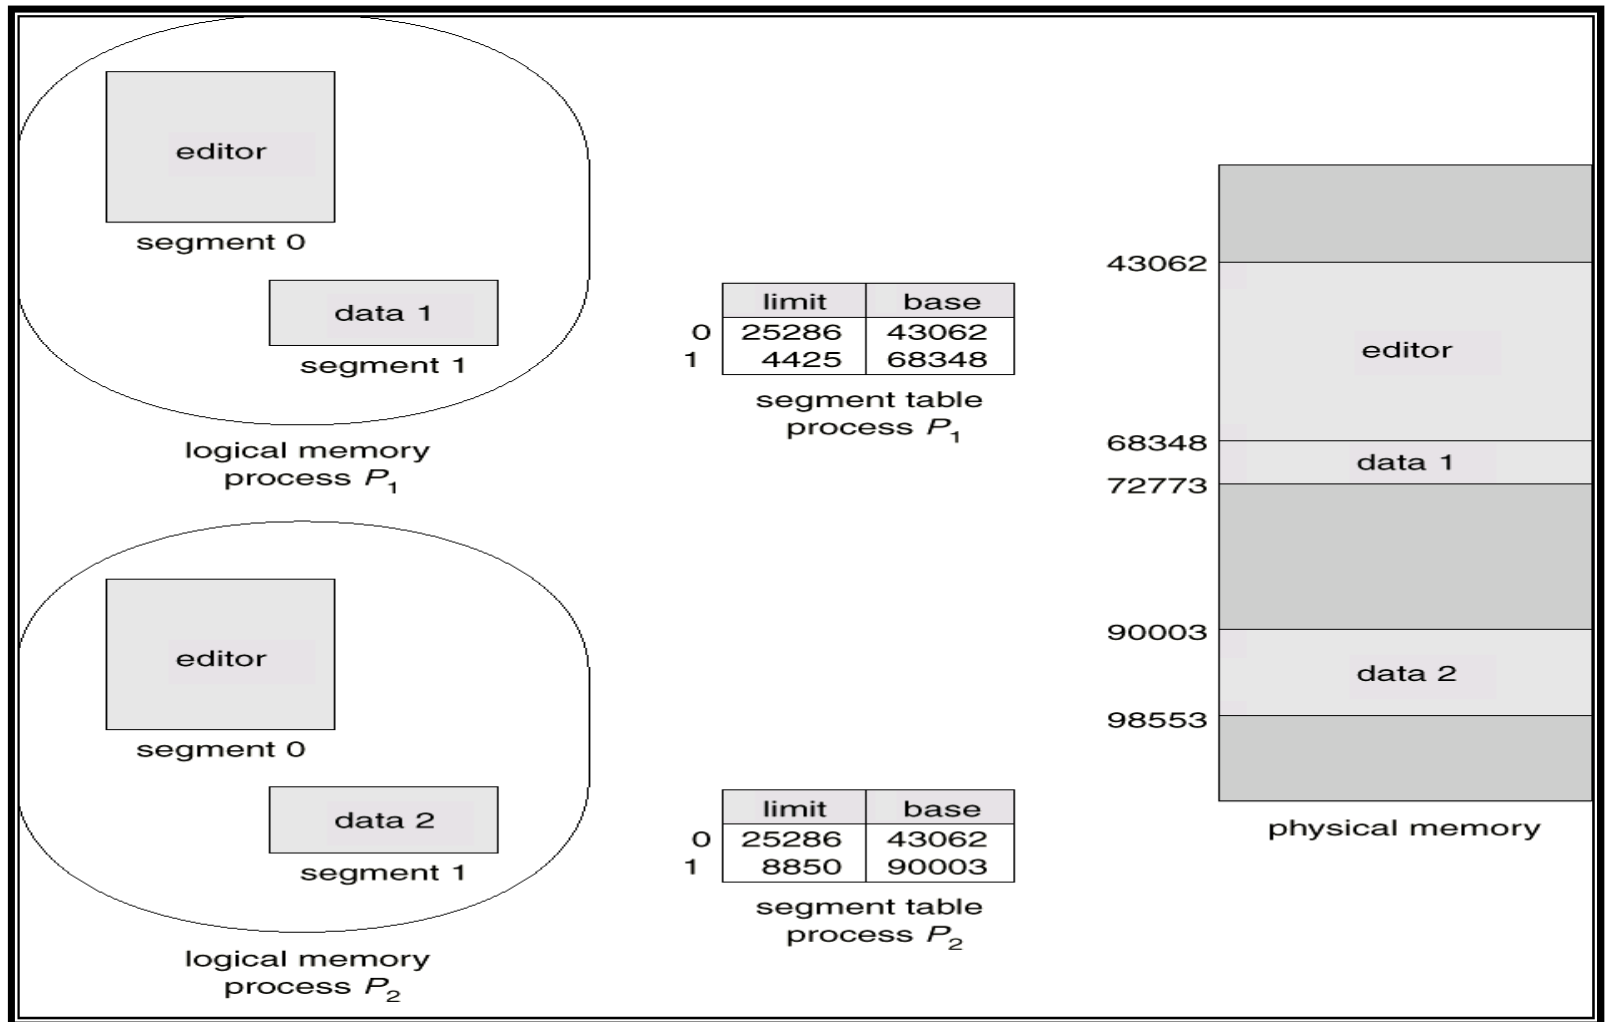 editor
segment 0
data 1
segment 1
logical memory
process P1
limit base
0 25286 43062
1 4425 68348
segment table
process P1
editor
segment 0
data 2
segment 1
logical memory
process P2
limit base
0 25286 43062
1 8850 90003
segment table
process P2
43062
editor
68348
data 1
72773
90003
data 2
98553
physical memory